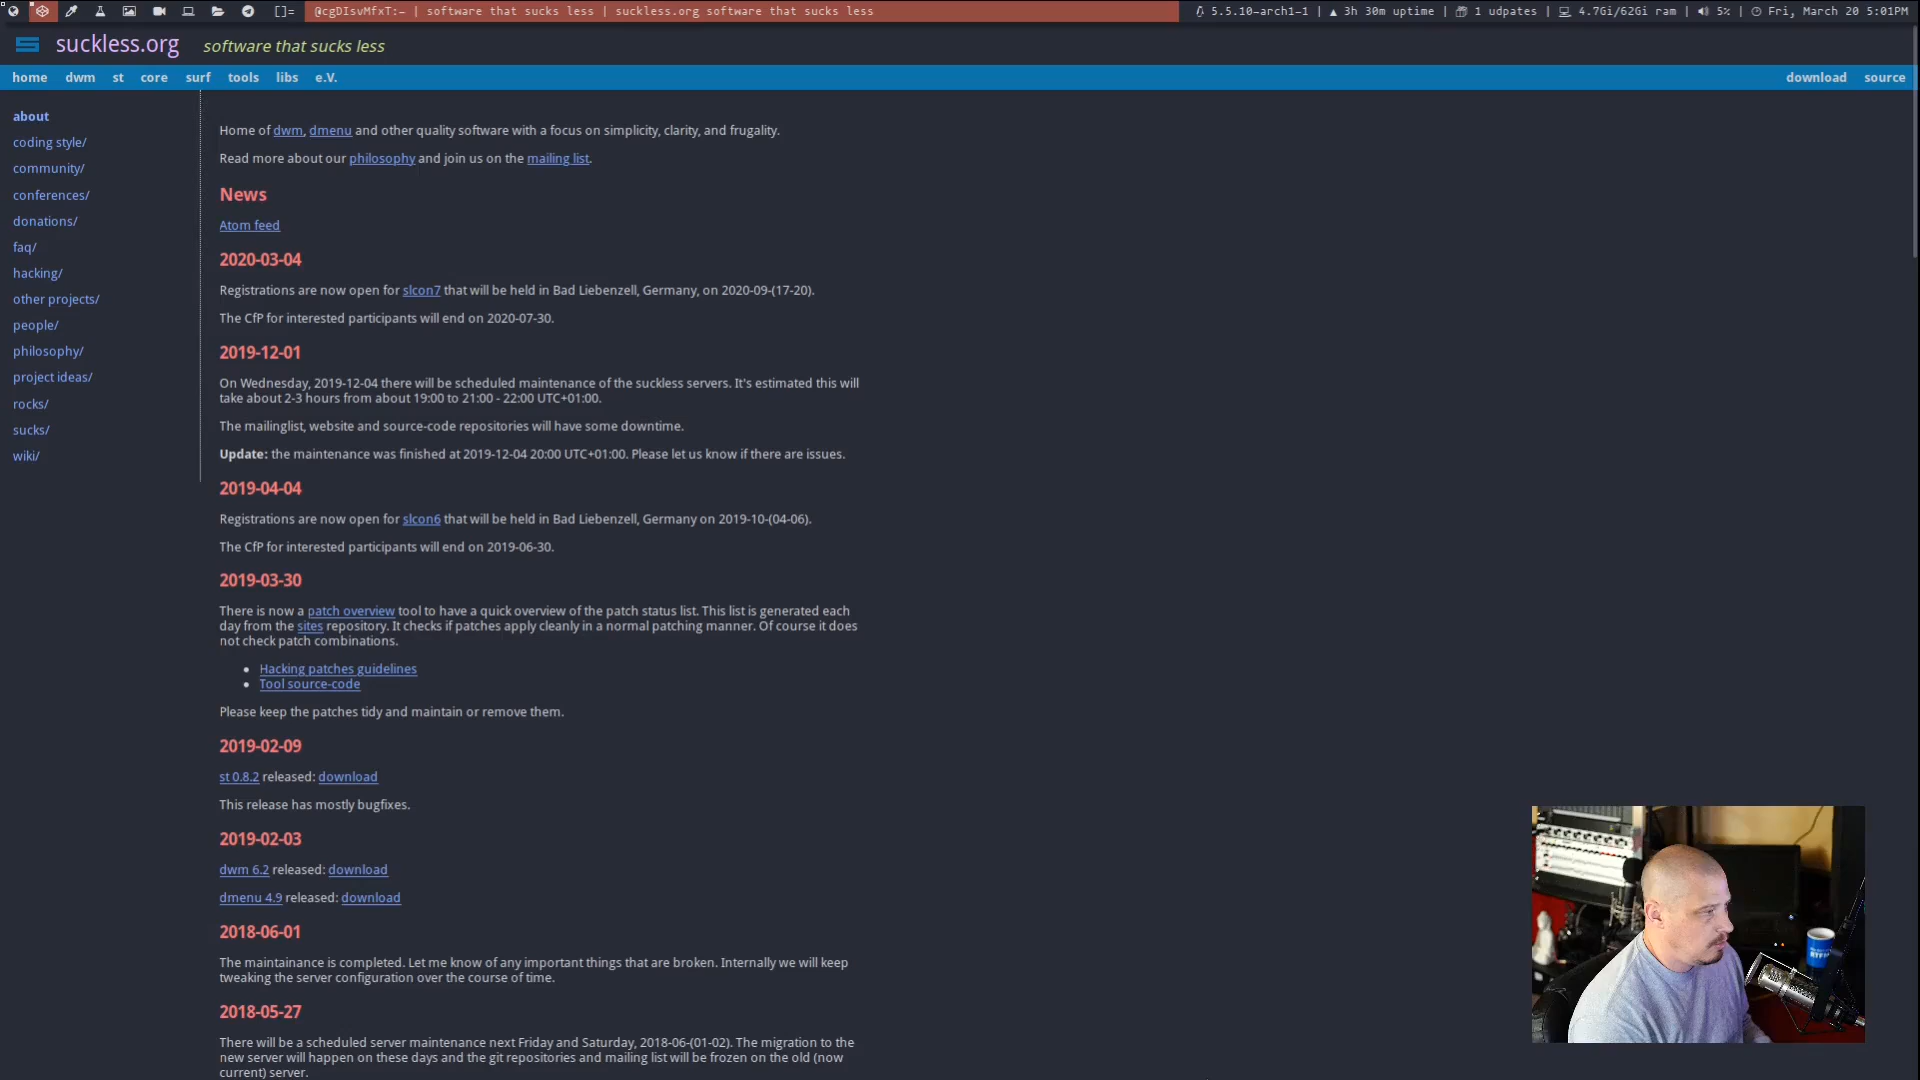 []= @cgDIsvMfxT:~ | software that sucks less | suckless.org software that sucks less 5.5.10-arch1-1 | ▲ 3h 30m uptime | 1 udpates | 4.7Gi/62Gi ram | 5% | Fri, March 20 5:01PM
suckless.org software that sucks less
home dwm st core surf tools libs e.V. download source
about
coding style/
community/
conferences/
donations/
faq/
hacking/
other projects/
people/
philosophy/
project ideas/
rocks/
sucks/
wiki/
Home of dwm, dmenu and other quality software with a focus on simplicity, clarity, and frugality.
Read more about our philosophy and join us on the mailing list.
News
Atom feed
2020-03-04
Registrations are now open for slcon7 that will be held in Bad Liebenzell, Germany, on 2020-09-(17-20).
The CfP for interested participants will end on 2020-07-30.
2019-12-01
On Wednesday, 2019-12-04 there will be scheduled maintenance of the suckless servers. It's estimated this will
take about 2-3 hours from about 19:00 to 21:00 - 22:00 UTC+01:00.
The mailinglist, website and source-code repositories will have some downtime.
Update: the maintenance was finished at 2019-12-04 20:00 UTC+01:00. Please let us know if there are issues.
2019-04-04
Registrations are now open for slcon6 that will be held in Bad Liebenzell, Germany on 2019-10-(04-06).
The CfP for interested participants will end on 2019-06-30.
2019-03-30
There is now a patch overview tool to have a quick overview of the patch status list. This list is generated each
day from the sites repository. It checks if patches apply cleanly in a normal patching manner. Of course it does
not check patch combinations.
• Hacking patches guidelines
• Tool source-code
Please keep the patches tidy and maintain or remove them.
2019-02-09
st 0.8.2 released: download
This release has mostly bugfixes.
2019-02-03
dwm 6.2 released: download
dmenu 4.9 released: download
2018-06-01
The maintainance is completed. Let me know of any important things that are broken. Internally we will keep
tweaking the server configuration over the course of time.
2018-05-27
There will be a scheduled server maintenance next Friday and Saturday, 2018-06-(01-02). The migration to the
new server will happen on these days and the git repositories and mailing list will be frozen on the old (now
current) server.